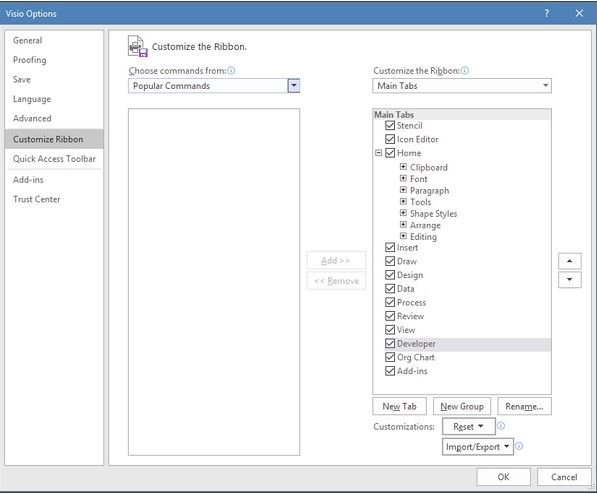 Visio Options
?
General
Proofing
Save
Language
Advanced
Customize Ribbon
Quick Access Toolbar
Add-ins
Trust Center
Customize the Ribbon.
Choose commands from:
Popular Commands
Customize the Ribbon:
Main Tabs
Main Tabs
Stencil
Icon Editor
Home
Clipboard
Font
Paragraph
Tools
Shape Styles
Arrange
Editing
Insert
Draw
Design
Data
Process
Review
View
Developer
Org Chart
Add-ins
Add >>
<< Remove
New Tab New Group Rename...
Customizations: Reset
Import/Export
OK Cancel